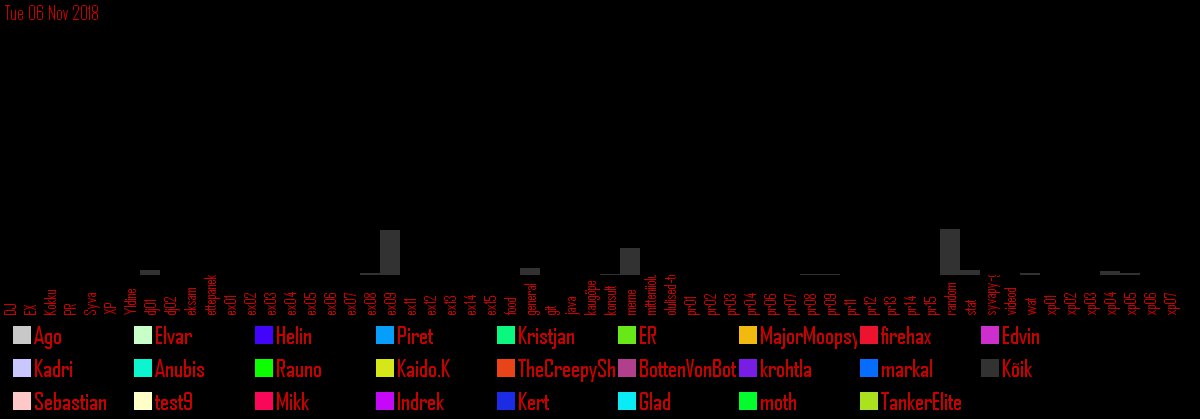 Tue 06 Nov 2018
DJ EX Kokku PR Syva XP Yldine dj01 dj02 eksam ettepanek ex01 ex02 ex03 ex04 ex05 ex06 ex07 ex08 ex09 ex11 ex12 ex13 ex14 ex15 food general git java kaugõpe konsult meme mitteriiol. olulised-h pr01 pr02 pr03 pr04 pr06 pr07 pr08 pr09 pr11 pr12 pr13 pr14 pr15 random stat videod wat xp01 xp02 xp03 xp04 xp05 xp06 xp07
Ago Elvar Helin Piret Kristjan ER MajorMoopsy firehax Edvin
Kadri Anubis Rauno Kaido.K TheCreepySh BottenVonBot krohtla markal Kõik
Sebastian test9 Mikk Indrek Kert Glad moth TankerElite